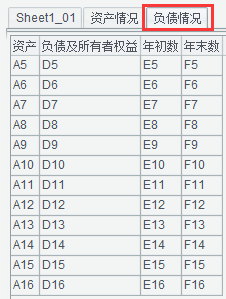 Sheet1_01 资产情况 负债情况
资产 负债及所有者权益 年初数 年末数
A5 D5 E5 F5
A6 D6 E6 F6
A7 D7 E7 F7
A8 D8 E8 F8
A9 D9 E9 F9
A10 D10 E10 F10
A11 D11 E11 F11
A12 D12 E12 F12
A13 D13 E13 F13
A14 D14 E14 F14
A15 D15 E15 F15
A16 D16 E16 F16